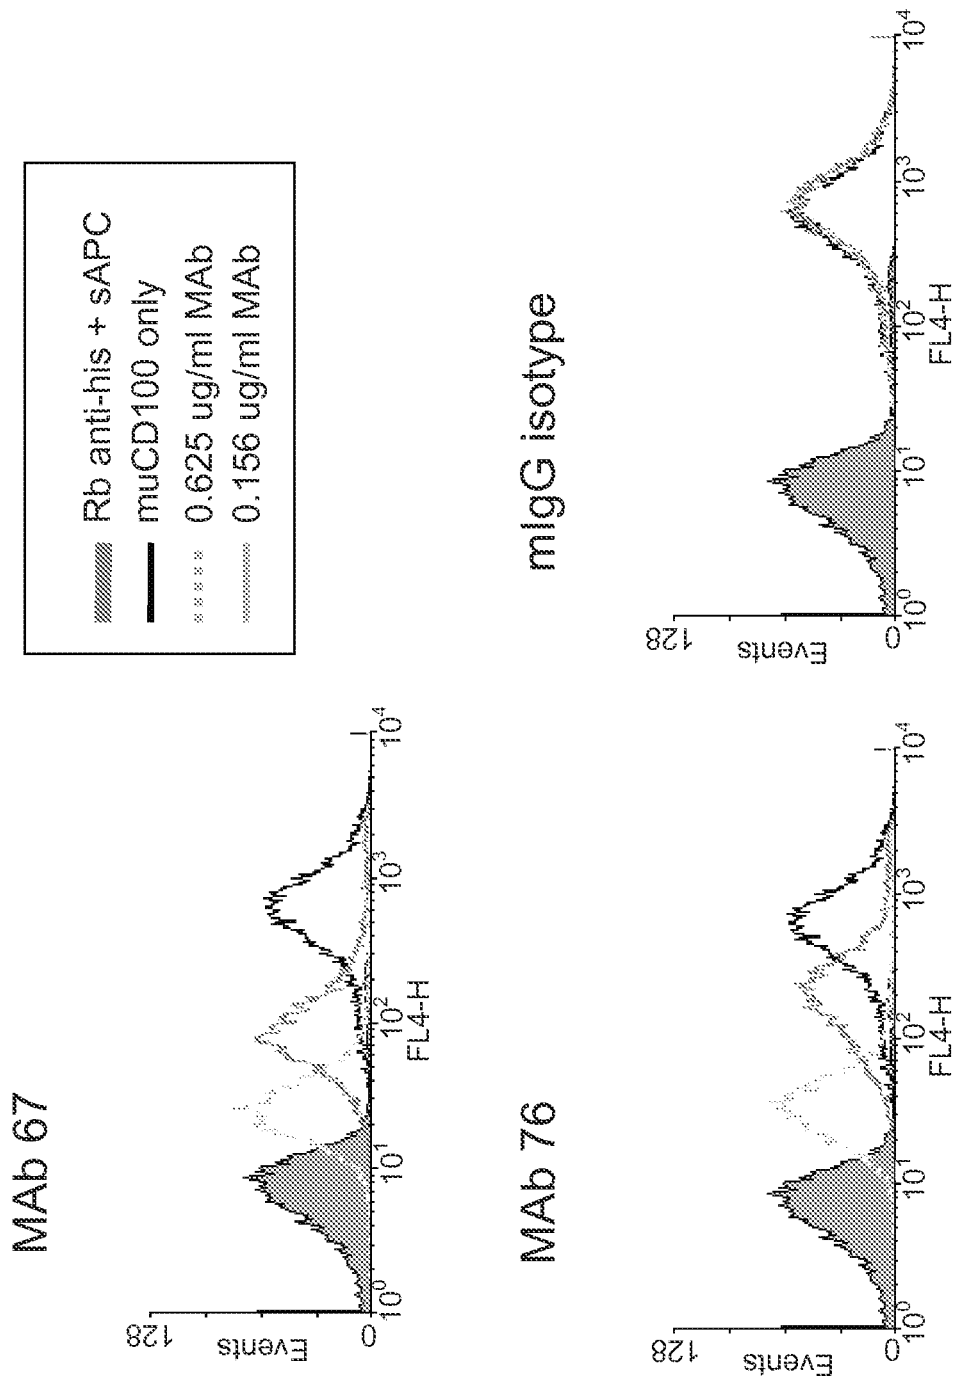 MAb 67
128
Events
0
10^0
10^1
10^2
10^3
10^4
FL4-H
Rb anti-his + sAPC
muCD100 only
0.625 ug/ml MAb
0.156 ug/ml MAb
MAb 76
128
Events
0
10^0
10^1
10^2
10^3
10^4
FL4-H
mIgG isotype
128
Events
0
10^0
10^1
10^2
10^3
10^4
FL4-H